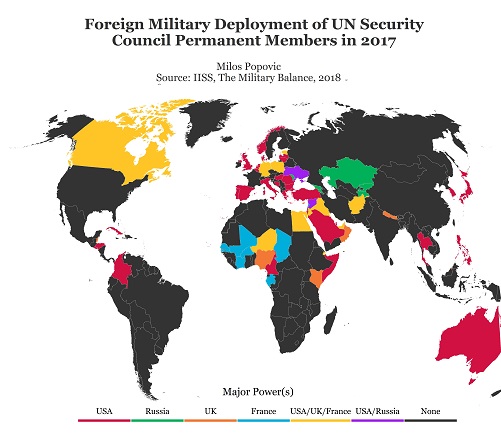 Foreign Military Deployment of UN Security
Council Permanent Members in 2017
Milos Popovic
Source: IISS, The Military Balance, 2018
Major Power(s)
USA Russia UK France USA/UK/France USA/Russia None